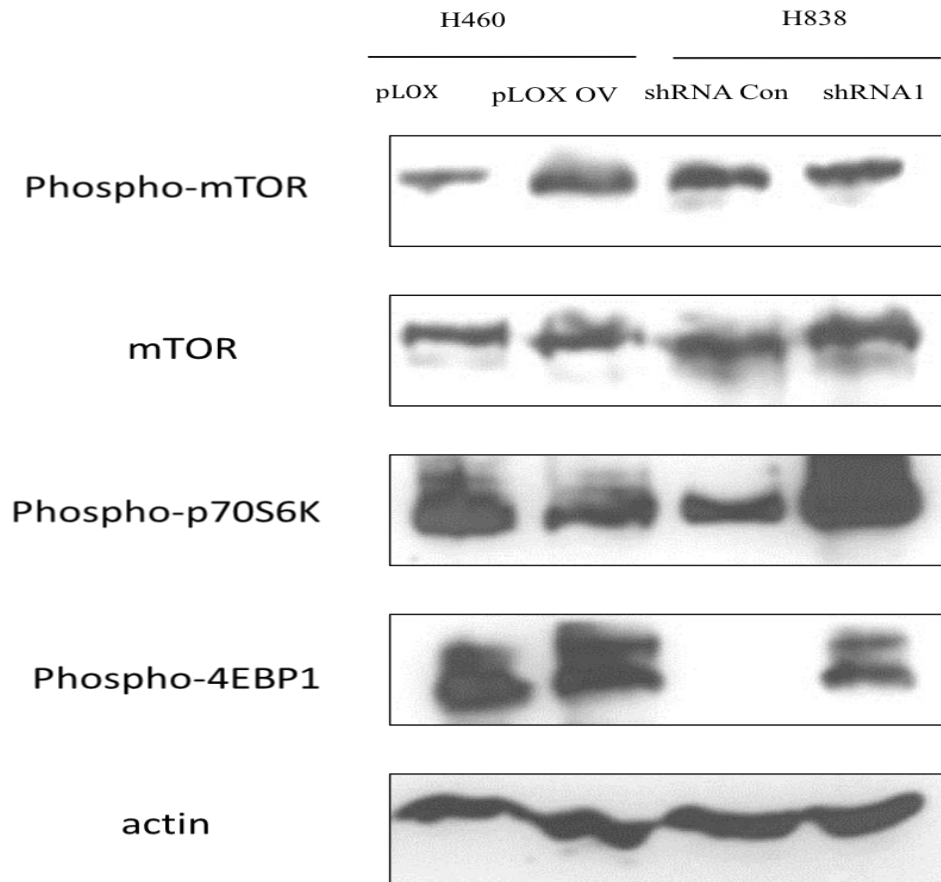 H460 H838
pLOX pLOX OV shRNA Con shRNA1
Phospho-mTOR
mTOR
Phospho-p70S6K
Phospho-4EBP1
actin